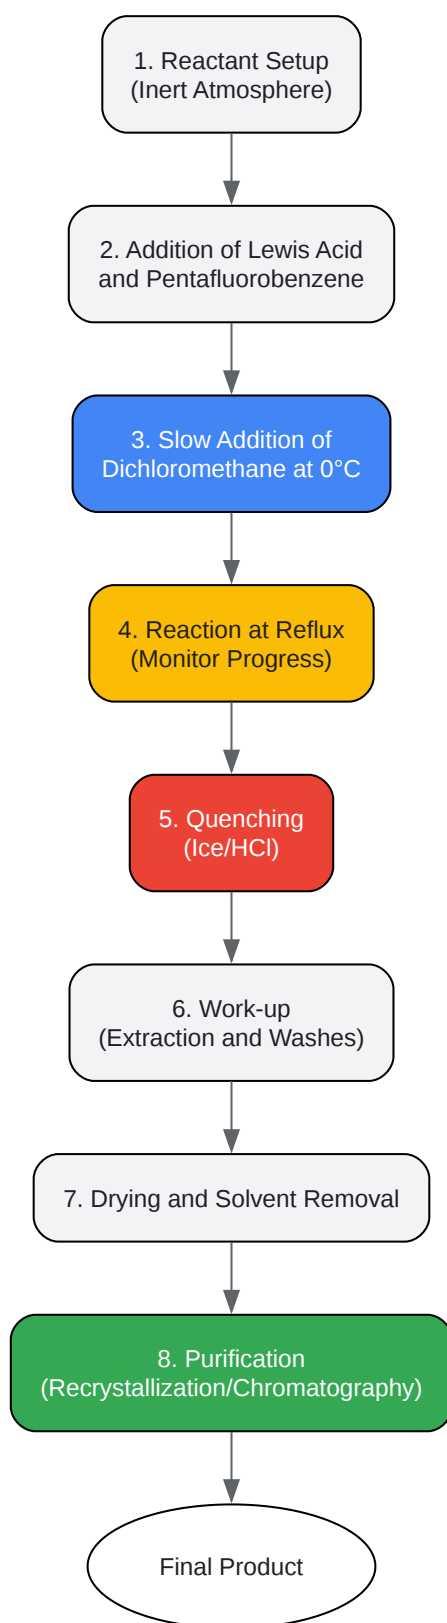 1. Reactant Setup
(Inert Atmosphere)
2. Addition of Lewis Acid
and Pentafluorobenzene
3. Slow Addition of
Dichloromethane at 0°C
4. Reaction at Reflux
(Monitor Progress)
5. Quenching
(Ice/HCl)
6. Work-up
(Extraction and Washes)
7. Drying and Solvent Removal
8. Purification
(Recrystallization/Chromatography)
Final Product